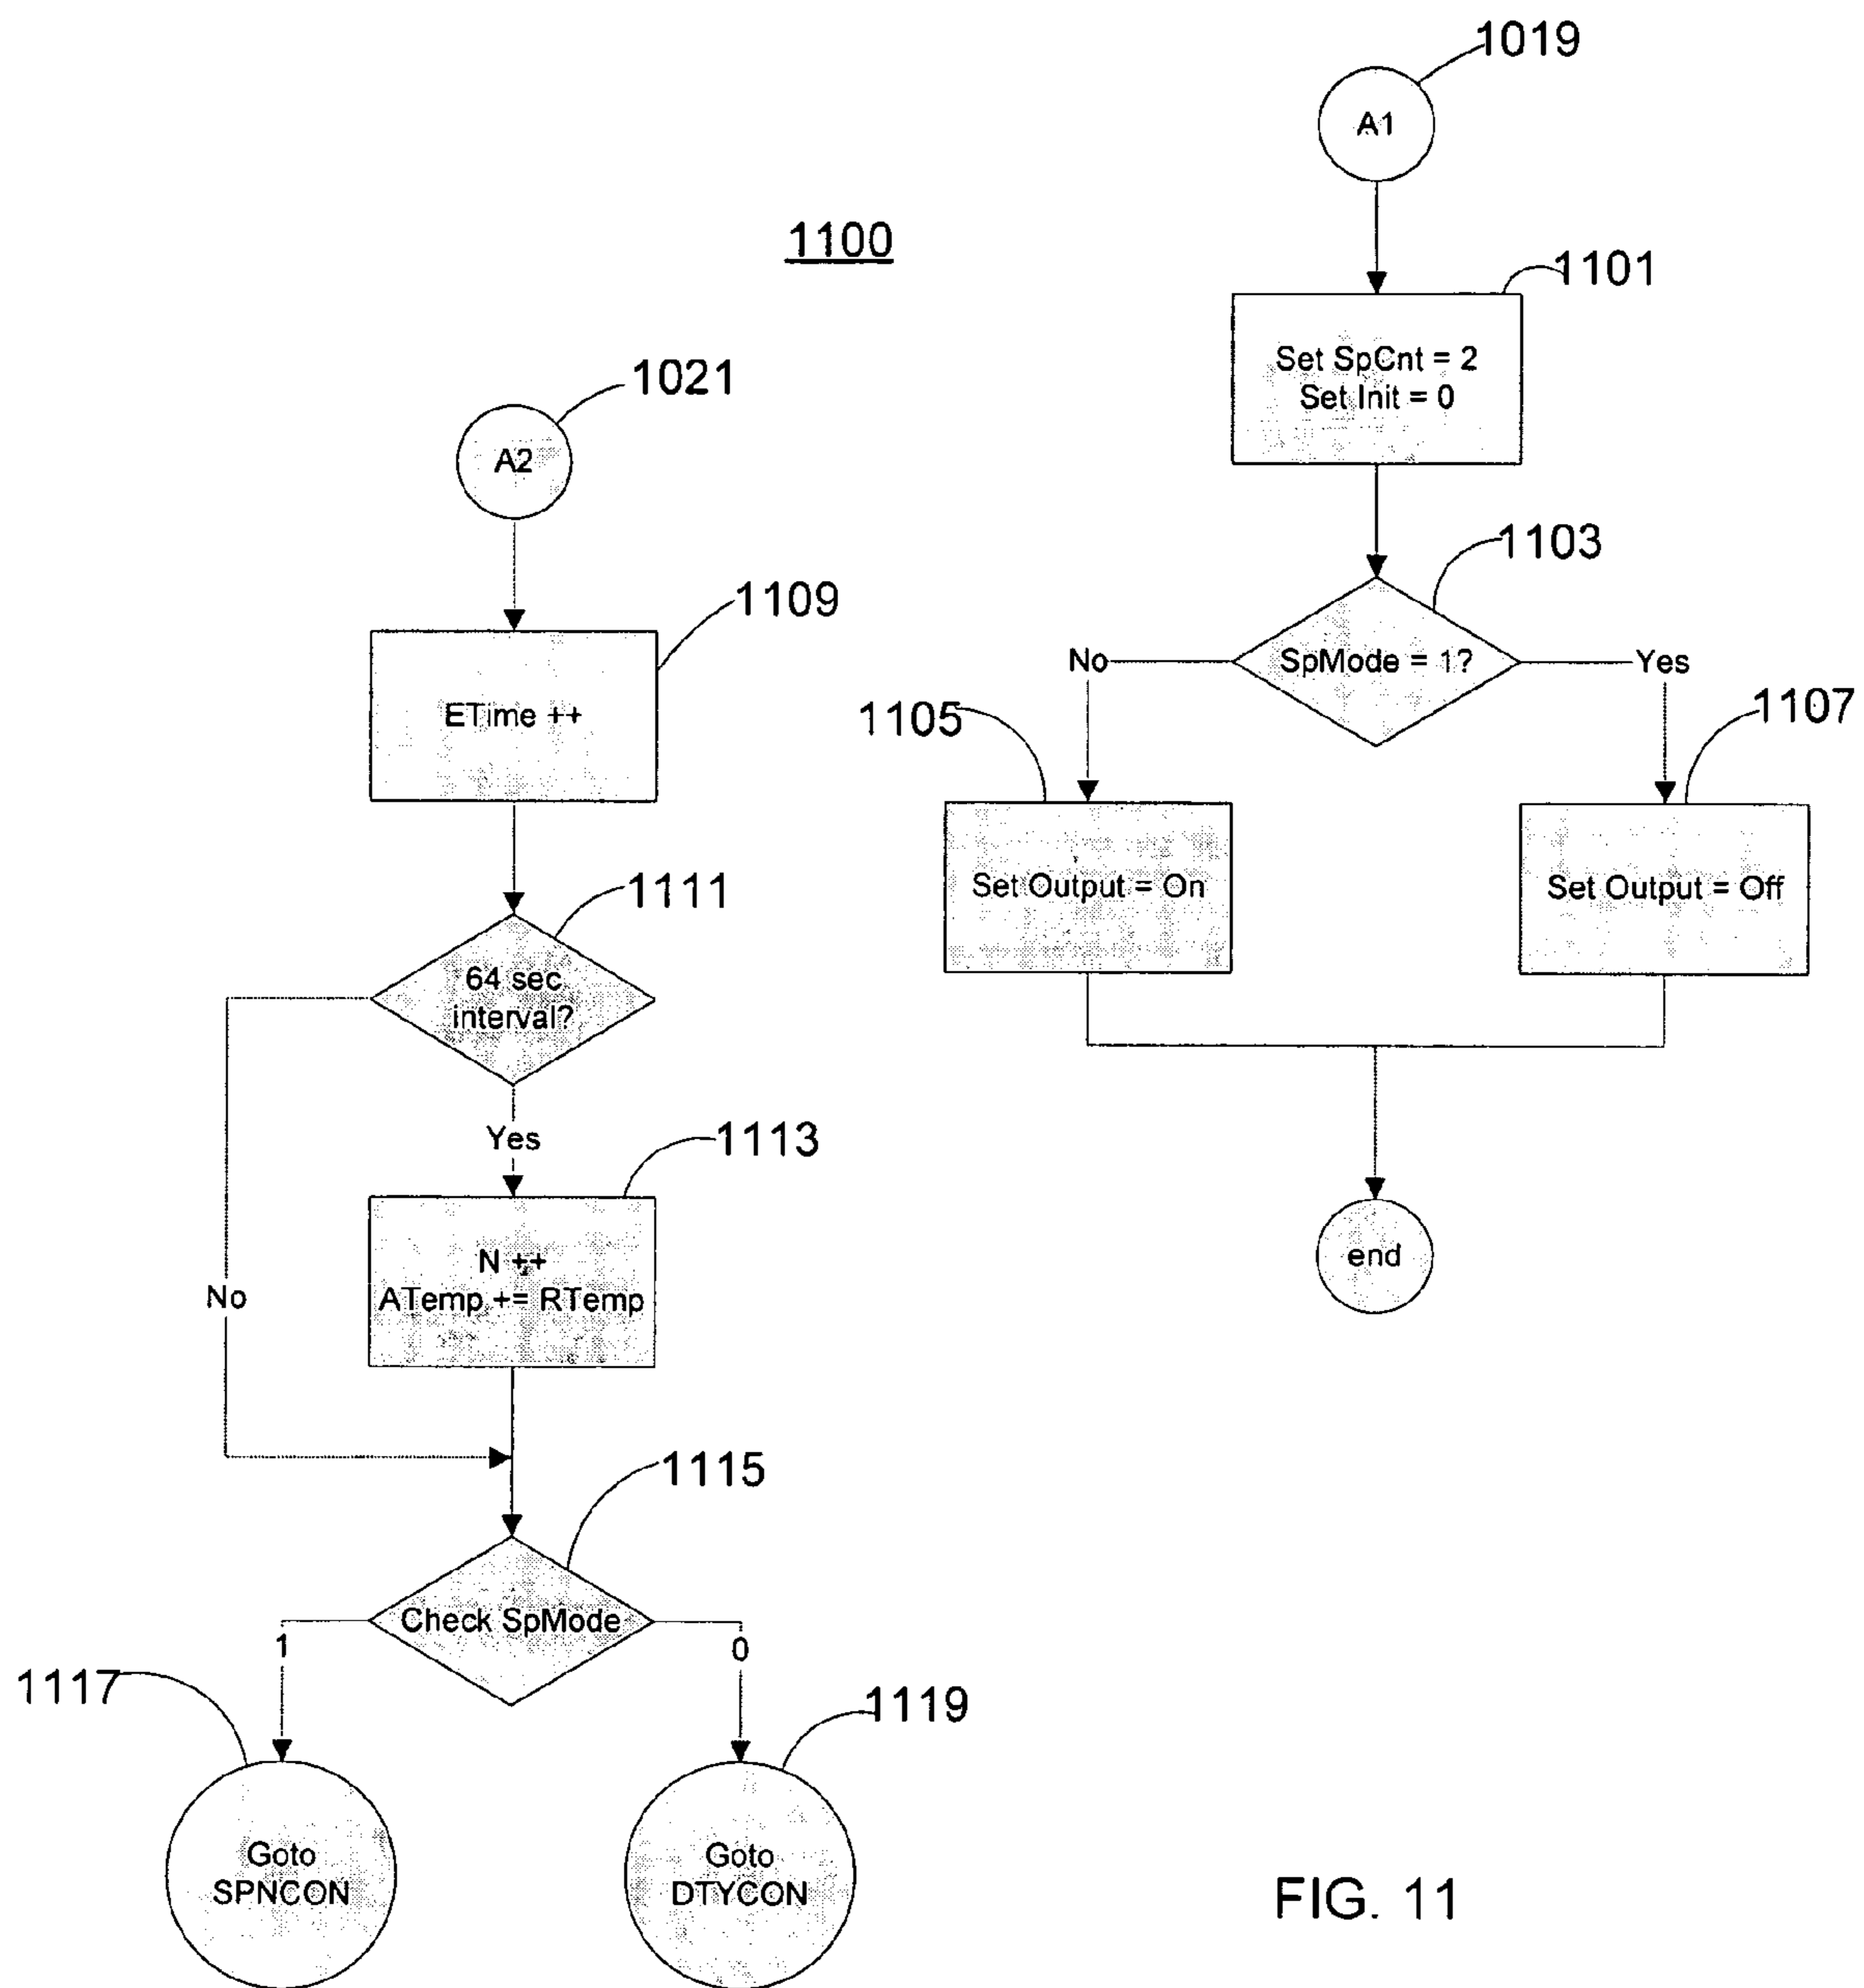 1100
1019
A1
1101
Set SpCnt = 2
Set Init = 0
1103
SpMode = 1?
No
Yes
1105
Set Output = On
1107
Set Output = Off
end
1021
A2
1109
ETime ++
1111
64 sec
interval?
Yes
No
1113
N ++
ATemp += RTemp
1115
Check SpMode
1
0
1117
Goto
SPNCON
1119
Goto
DTYCON
FIG. 11